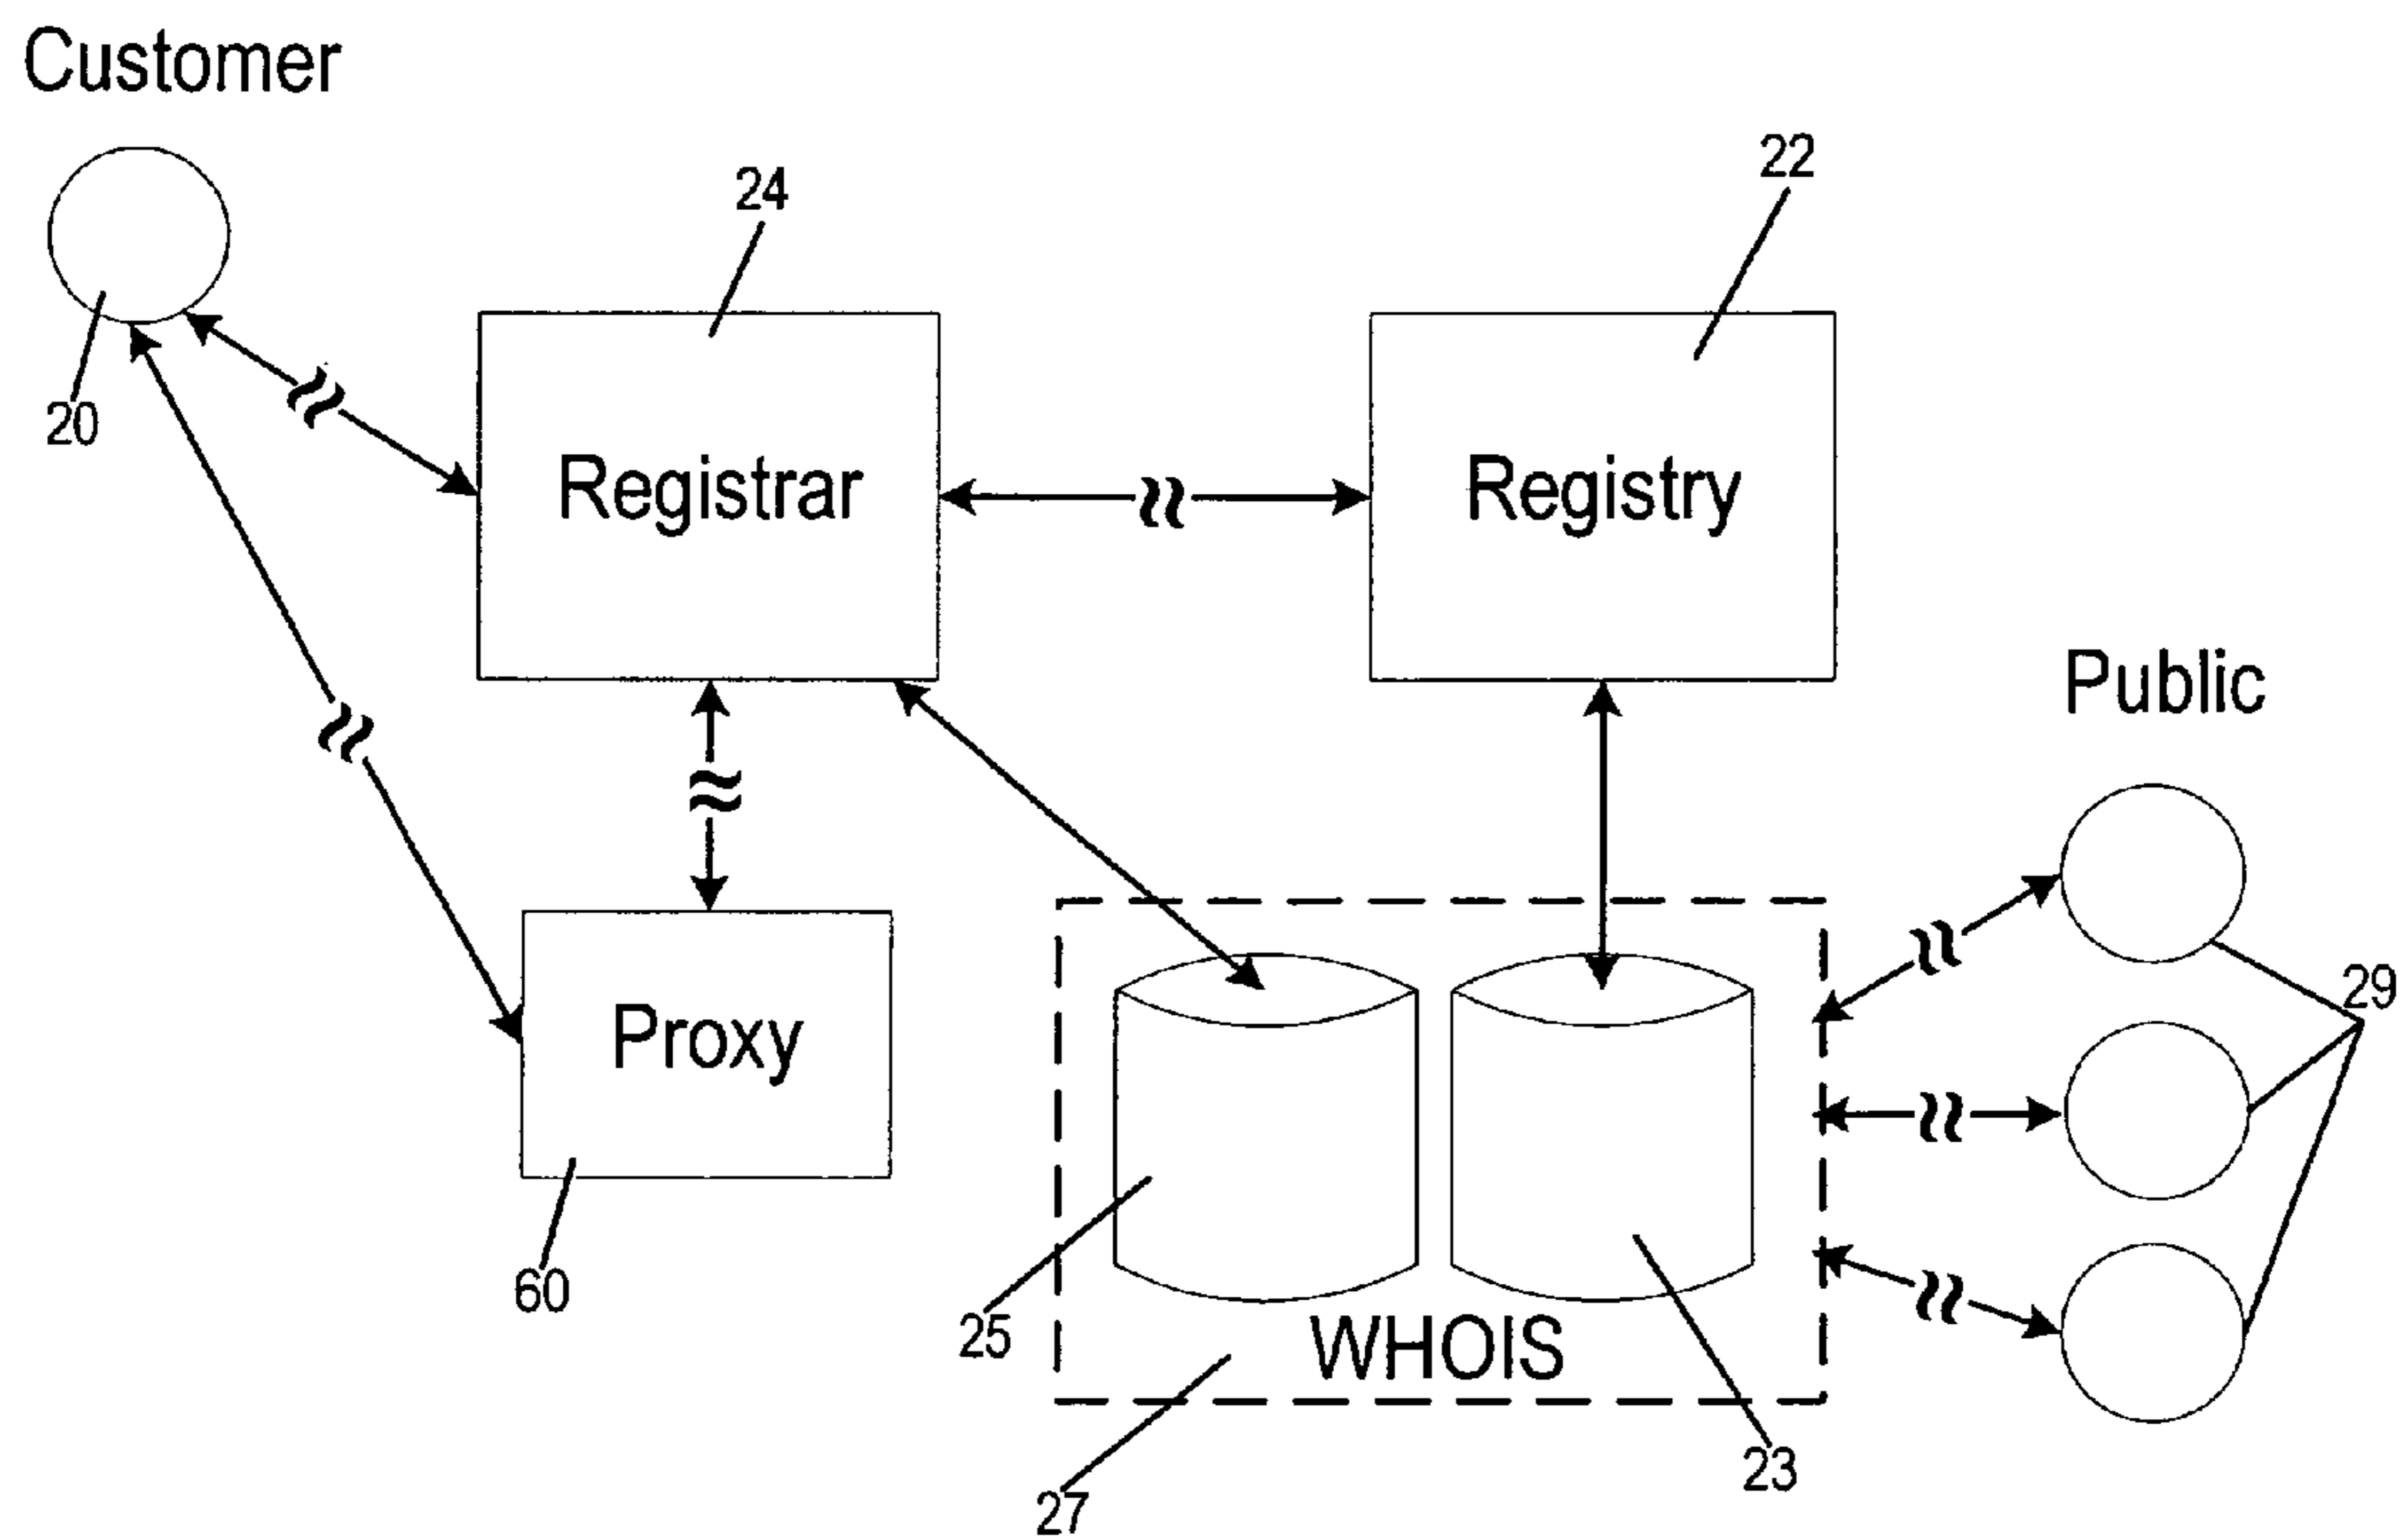 Customer
22
24
20
Registrar
Registry
Public
29
Proxy
60
25
WHOIS
23
27